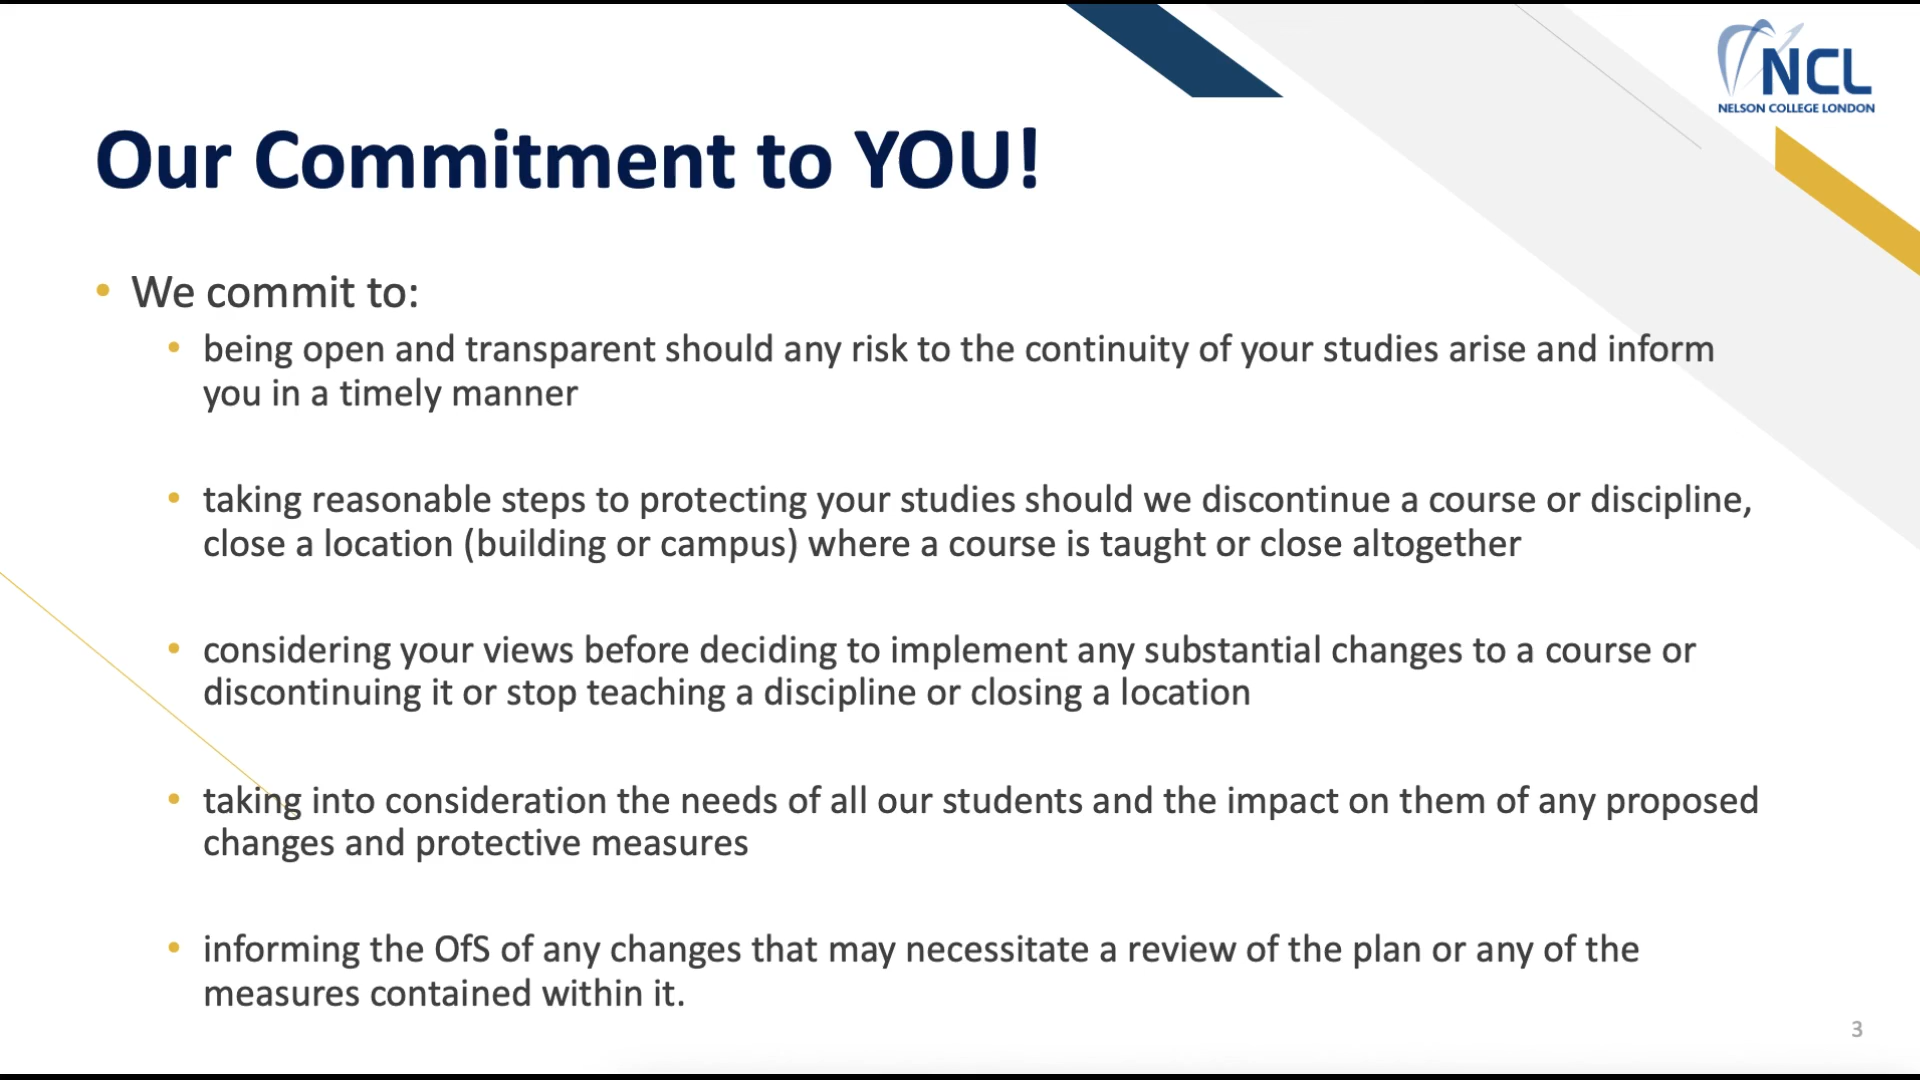 NCL
NELSON COLLEGE LONDON
Our Commitment to YOU!
• We commit to:
• being open and transparent should any risk to the continuity of your studies arise and inform
you in a timely manner
• taking reasonable steps to protecting your studies should we discontinue a course or discipline,
close a location (building or campus) where a course is taught or close altogether
• considering your views before deciding to implement any substantial changes to a course or
discontinuing it or stop teaching a discipline or closing a location
• taking into consideration the needs of all our students and the impact on them of any proposed
changes and protective measures
• informing the OfS of any changes that may necessitate a review of the plan or any of the
measures contained within it.
3